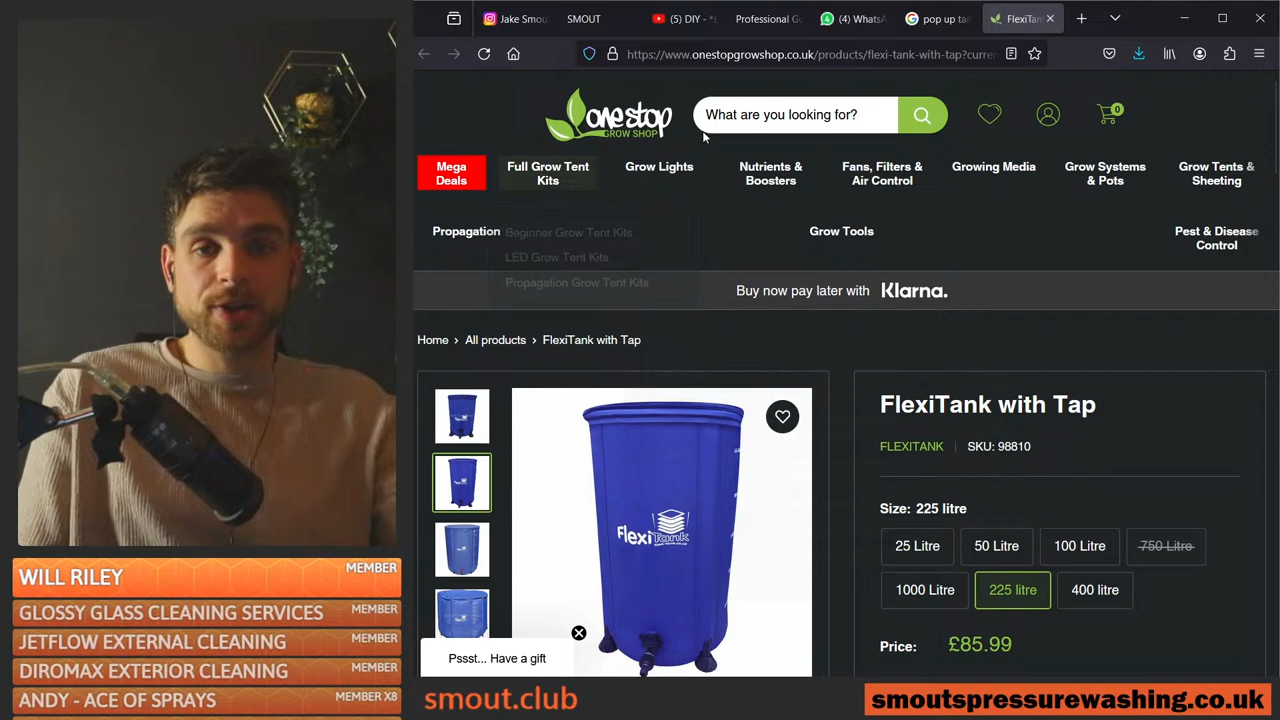 Jake Smou
SMOUT
(5) DIY -
Professional G
(4) WhatsA
pop up tan
FlexiTan
https://www.onestopgrowshop.co.uk/products/flexi-tank-with-tap?curre
one stop
GROW SHOP
What are you looking for?
0
Mega
Deals
Full Grow Tent
Kits
Grow Lights
Nutrients &
Boosters
Fans, Filters &
Air Control
Growing Media
Grow Systems
& Pots
Grow Tents &
Sheeting
Propagation
Beginner Grow Tent Kits
LED Grow Tent Kits
Propagation Grow Tent Kits
Grow Tools
Pest & Disease
Control
Buy now pay later with Klarna.
Home > All products > FlexiTank with Tap
FlexiTank with Tap
FLEXITANK
SKU: 98810
Size: 225 litre
25 Litre
50 Litre
100 Litre
750 Litre
1000 Litre
225 litre
400 litre
Price:
£85.99
FlexiTank
Pssst... Have a gift
WILL RILEY MEMBER
GLOSSY GLASS CLEANING SERVICES MEMBER
JETFLOW EXTERNAL CLEANING MEMBER
DIROMAX EXTERIOR CLEANING MEMBER
ANDY - ACE OF SPRAYS MEMBER X8
smout.club
smoutspressurewashing.co.uk